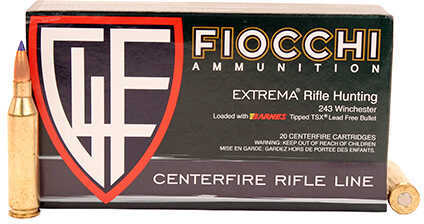 GFL
FIOCCHI
AMMUNITION
EXTREMA® Rifle Hunting
243 Winchester
Loaded with BARNES Tipped TSX® Lead Free Bullet
20 CENTERFIRE CARTRIDGES
WARNING: KEEP OUT OF REACH OF CHILDREN
MISE EN GARDE: GARDEZ HORS DE PORTEE DES ENFANTS.
CENTERFIRE RIFLE LINE